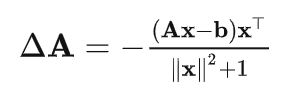 ΔA = −(Ax−b)x⊤ / ‖x‖²+1